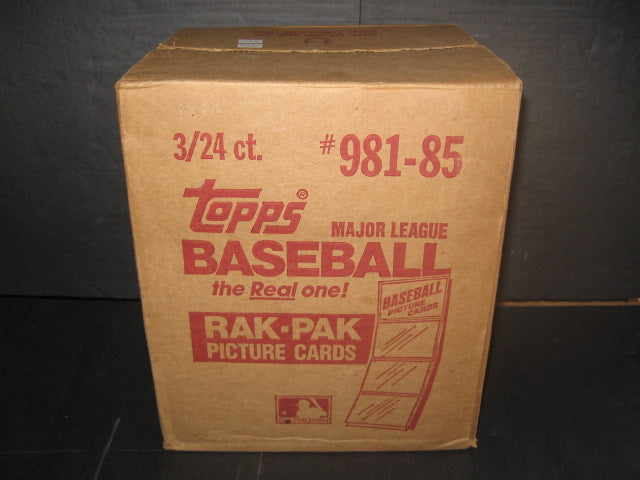 3/24 ct. #981-85
Topps®
MAJOR LEAGUE
BASEBALL
the Real one!
RAK-PAK
PICTURE CARDS
BASEBALL
PICTURE
CARDS